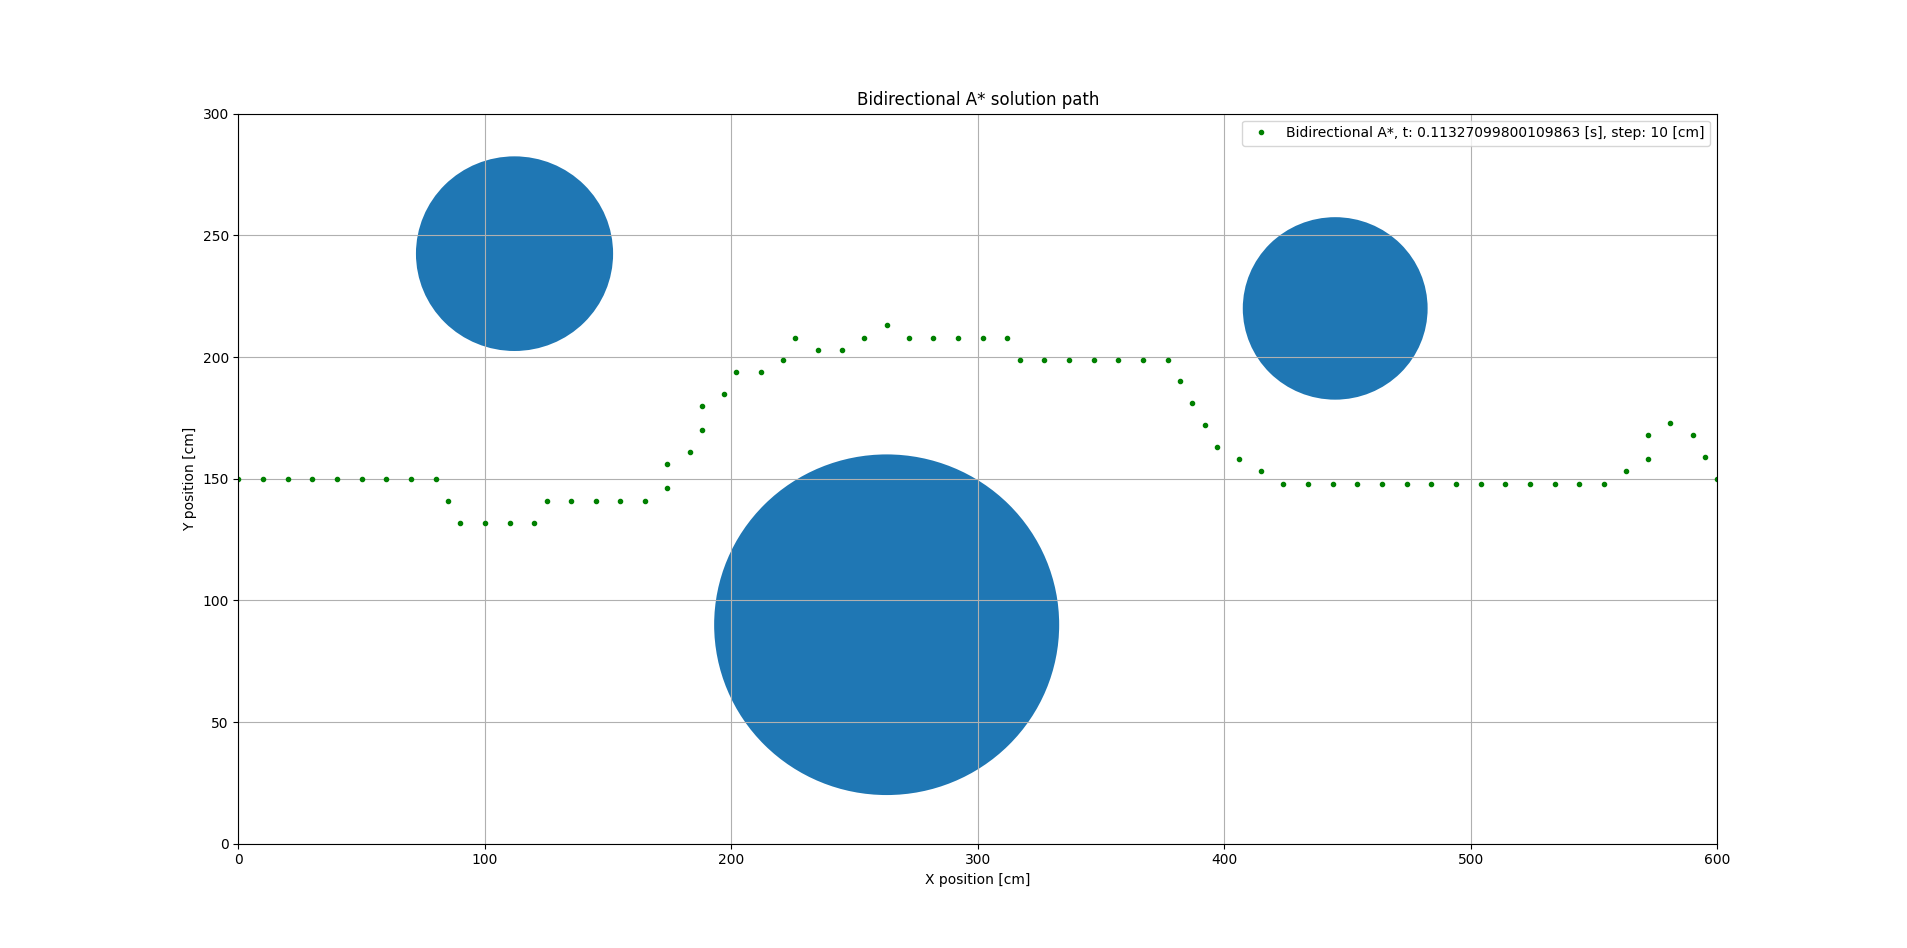 Bidirectional A* solution path
Bidirectional A*, t: 0.11327099800109863 [s], step: 10 [cm]
300
250
200
150
100
50
0
Y position [cm]
0 100 200 300 400 500 600
X position [cm]